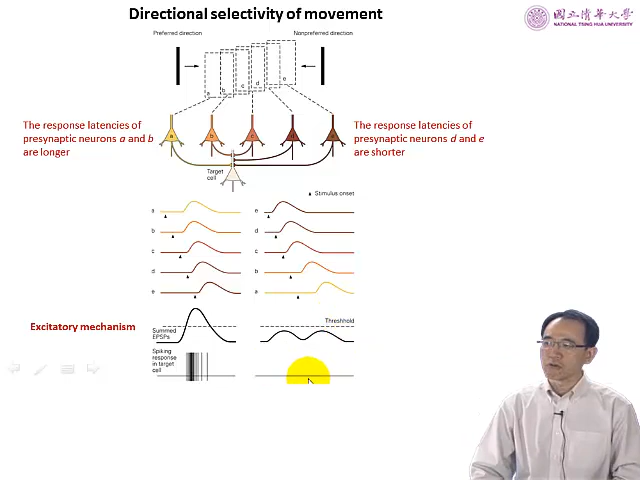 Directional selectivity of movement
國立清華大學
NATIONAL TSING HUA UNIVERSITY
Preferred direction
Nonpreferred direction
a
b
c
d
e
The response latencies of
presynaptic neurons a and b
are longer
a
b
c
d
e
The response latencies of
presynaptic neurons d and e
are shorter
Target
cell
Stimulus onset
a
e
b
d
c
c
d
b
e
a
Excitatory mechanism
Summed
EPSPs
Threshhold
Spiking
response
in target
cell